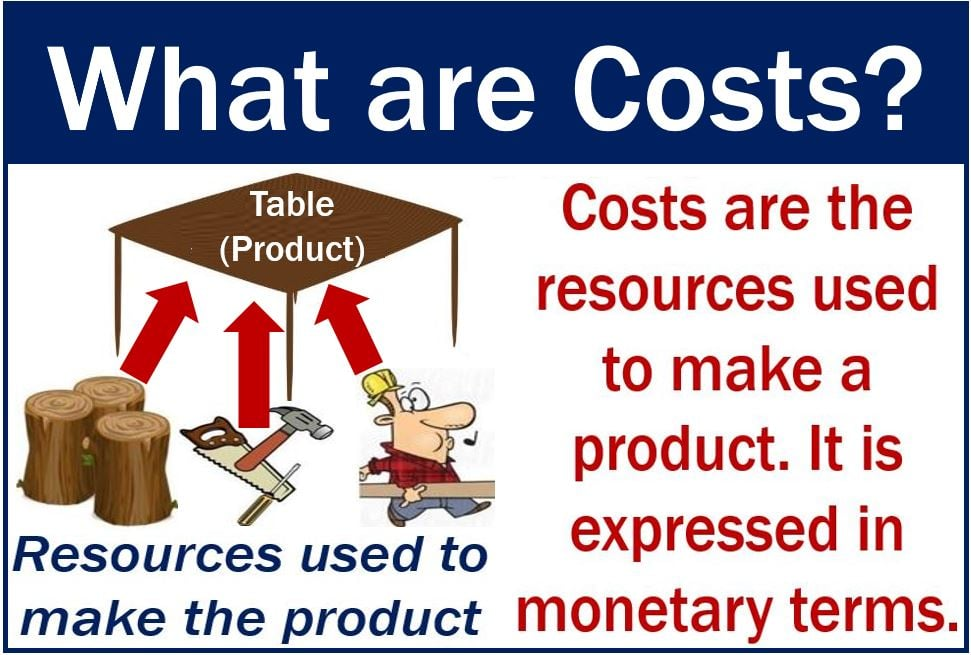 What are Costs?
Table
(Product)
Resources used to
make the product
Costs are the
resources used
to make a
product. It is
expressed in
monetary terms.